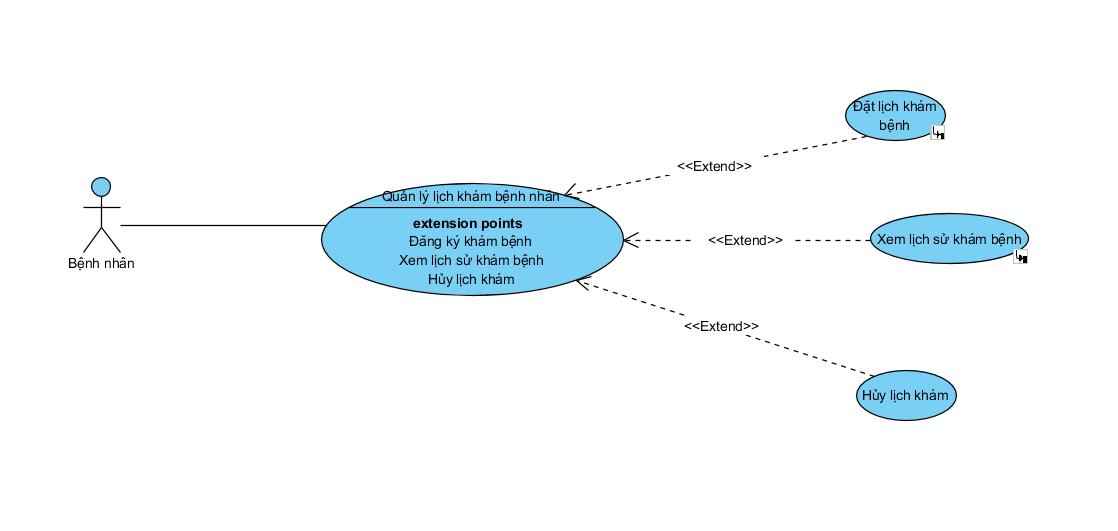 Đặt lịch khám
bệnh
<<Extend>>
Quản lý lịch khám bệnh nhân
extension points
Đăng ký khám bệnh
Xem lịch sử khám bệnh
Hủy lịch khám
<<Extend>>
Xem lịch sử khám bệnh
Bệnh nhân
<<Extend>>
Hủy lịch khám